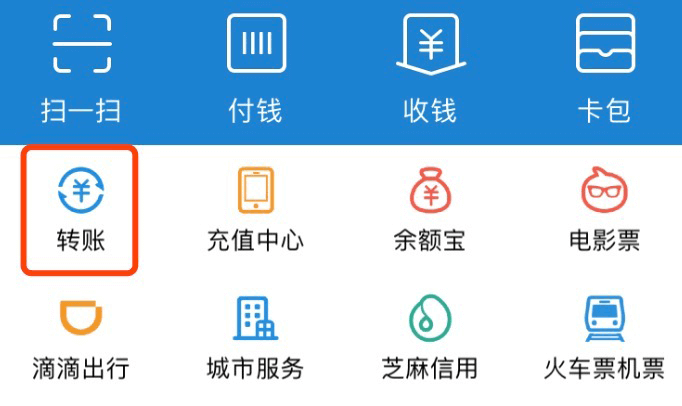 扫一扫 付钱 收钱 卡包
转账 充值中心 余额宝 电影票
滴滴出行 城市服务 芝麻信用 火车票机票